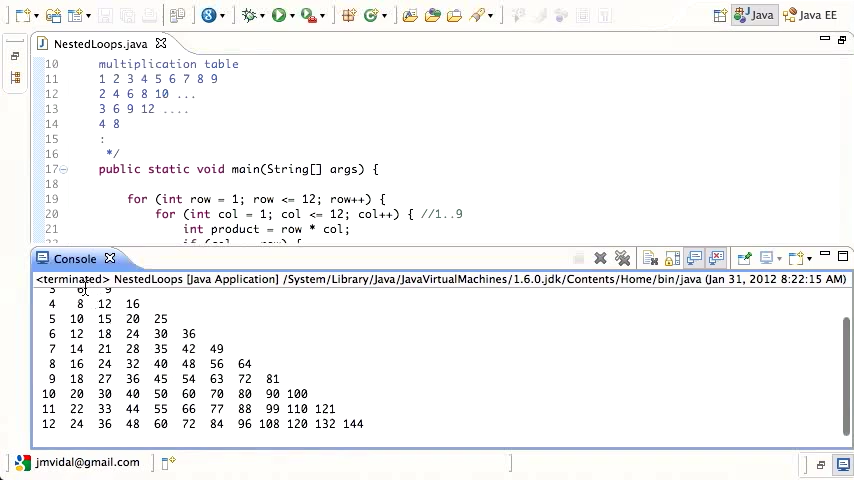 Java
Java EE
NestedLoops.java
10 multiplication table
11 1 2 3 4 5 6 7 8 9
12 2 4 6 8 10 ...
13 3 6 9 12 ....
14 4 8
15 :
16 */
17 public static void main(String[] args) {
18
19 for (int row = 1; row <= 12; row++) {
20 for (int col = 1; col <= 12; col++) { //1..9
21 int product = row * col;
Console
<terminated> NestedLoops [Java Application] /System/Library/Java/JavaVirtualMachines/1.6.0.jdk/Contents/Home/bin/java (Jan 31, 2012 8:22:15 AM)
3 6 9
4 8 12 16
5 10 15 20 25
6 12 18 24 30 36
7 14 21 28 35 42 49
8 16 24 32 40 48 56 64
9 18 27 36 45 54 63 72 81
10 20 30 40 50 60 70 80 90 100
11 22 33 44 55 66 77 88 99 110 121
12 24 36 48 60 72 84 96 108 120 132 144
jmvidal@gmail.com